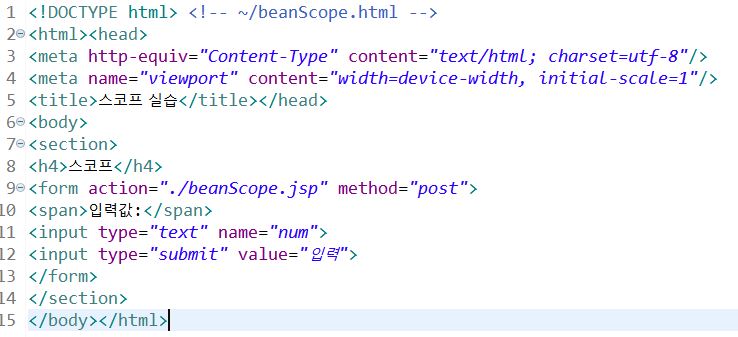 1 <!DOCTYPE html> <!-- ~/beanScope.html -->
2 <html><head>
3 <meta http-equiv="Content-Type" content="text/html; charset=utf-8"/>
4 <meta name="viewport" content="width=device-width, initial-scale=1"/>
5 <title>스코프 실습</title></head>
6 <body>
7 <section>
8 <h4>스코프</h4>
9 <form action="./beanScope.jsp" method="post">
10 <span>입력값:</span>
11 <input type="text" name="num">
12 <input type="submit" value="입력">
13 </form>
14 </section>
15 </body></html>